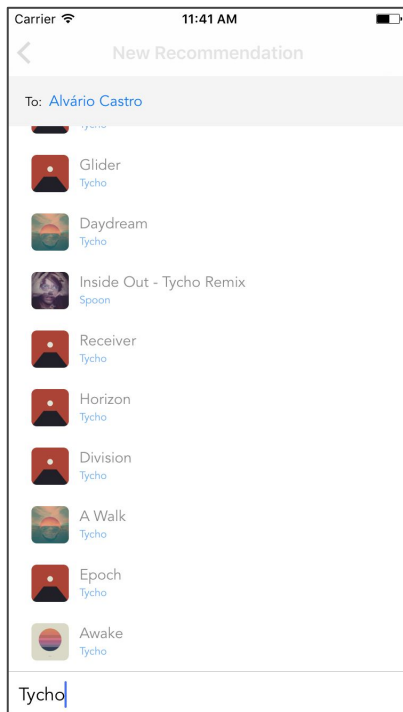 Carrier 11:41 AM
New Recommendation
To: Alvário Castro
Tycho
Glider
Tycho
Daydream
Tycho
Inside Out - Tycho Remix
Spoon
Receiver
Tycho
Horizon
Tycho
Division
Tycho
A Walk
Tycho
Epoch
Tycho
Awake
Tycho
Tycho